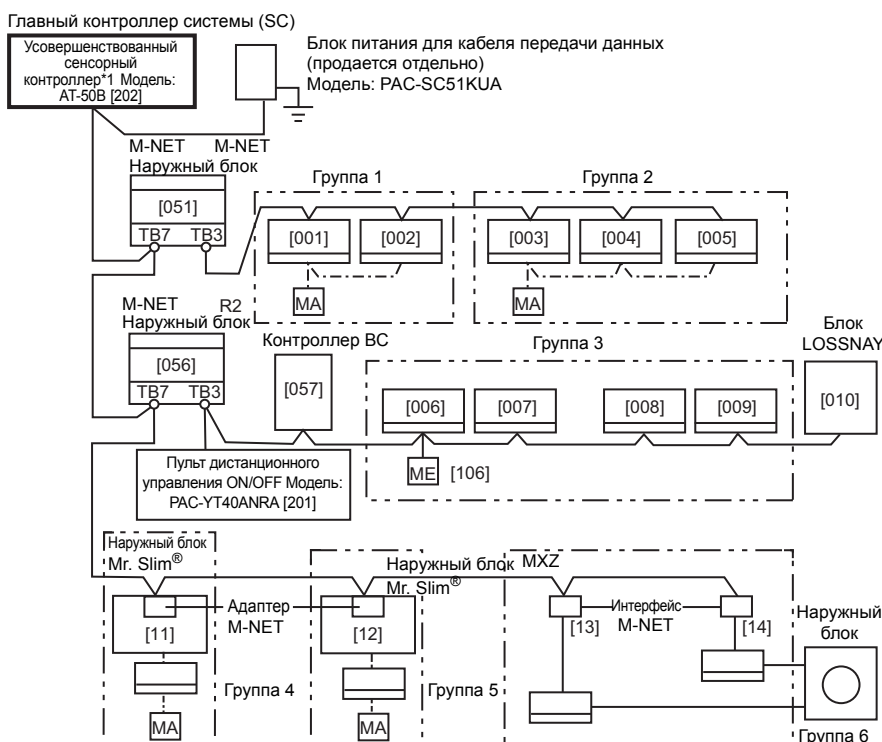 Главный контроллер системы (SC)
Усовершенствованный
сенсорный
контроллер*1 Модель:
AT-50B [202]
Блок питания для кабеля передачи данных
(продается отдельно)
Модель: PAC-SC51KUA
M-NET
M-NET
Наружный блок
[051]
TB7
TB3
Группа 1
[001]
[002]
MA
Группа 2
[003]
[004]
[005]
MA
M-NET
R2
Наружный блок
[056]
TB7
TB3
Контроллер BC
[057]
Группа 3
[006]
[007]
[008]
[009]
ME
[106]
Блок
LOSSNAY
[010]
Пульт дистанционного
управления ON/OFF Модель:
PAC-YT40ANRA [201]
Наружный блок
Mr. Slim®
[11]
MA
Группа 4
Адаптер
M-NET
Наружный блок
Mr. Slim®
[12]
MA
Группа 5
MXZ
[13]
Интерфейс
M-NET
[14]
Наружный
блок
Группа 6